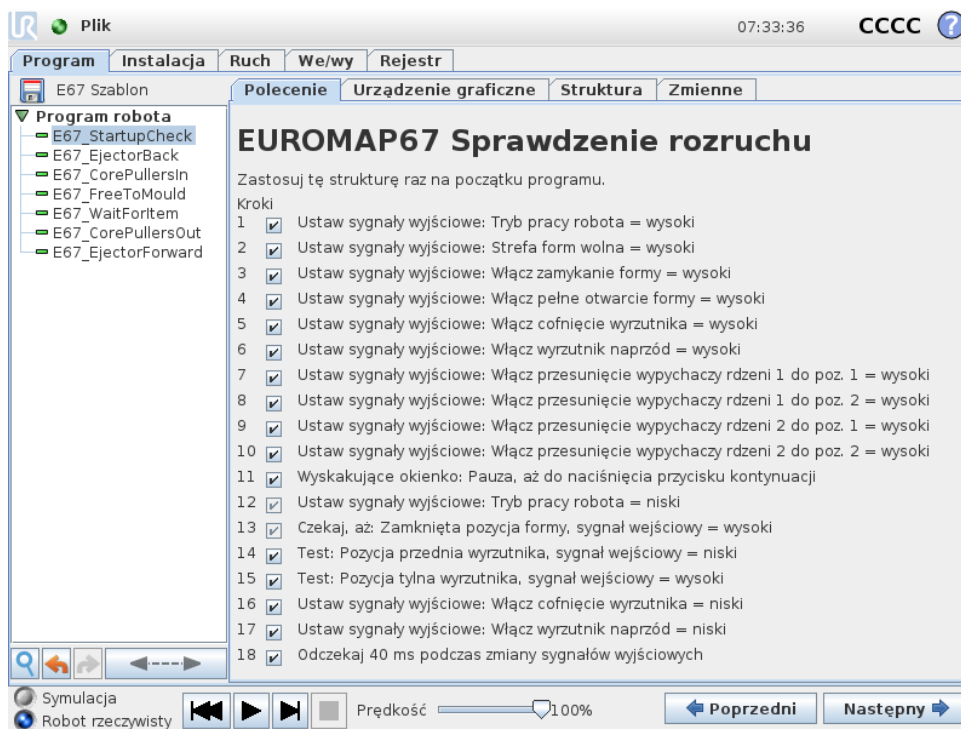 UR Plik 07:33:36 CCCC ?
Program Instalacja Ruch We/wy Rejestr
E67 Szablon
Polecenie Urządzenie graficzne Struktura Zmienne
Program robota
E67_StartupCheck
E67_EjectorBack
E67_CorePullersIn
E67_FreeToMould
E67_WaitForItem
E67_CorePullersOut
E67_EjectorForward
EUROMAP67 Sprawdzenie rozruchu
Zastosuj tę strukturę raz na początku programu.
Kroki
1 Ustaw sygnały wyjściowe: Tryb pracy robota = wysoki
2 Ustaw sygnały wyjściowe: Strefa form wolna = wysoki
3 Ustaw sygnały wyjściowe: Włącz zamykanie formy = wysoki
4 Ustaw sygnały wyjściowe: Włącz pełne otwarcie formy = wysoki
5 Ustaw sygnały wyjściowe: Włącz cofnięcie wyrzutnika = wysoki
6 Ustaw sygnały wyjściowe: Włącz wyrzutnik naprzód = wysoki
7 Ustaw sygnały wyjściowe: Włącz przesunięcie wypychaczy rdzeni 1 do poz. 1 = wysoki
8 Ustaw sygnały wyjściowe: Włącz przesunięcie wypychaczy rdzeni 1 do poz. 2 = wysoki
9 Ustaw sygnały wyjściowe: Włącz przesunięcie wypychaczy rdzeni 2 do poz. 1 = wysoki
10 Ustaw sygnały wyjściowe: Włącz przesunięcie wypychaczy rdzeni 2 do poz. 2 = wysoki
11 Wyskakujące okienko: Pauza, aż do naciśnięcia przycisku kontynuacji
12 Ustaw sygnały wyjściowe: Tryb pracy robota = niski
13 Czekaj, aż: Zamknięta pozycja formy, sygnał wejściowy = wysoki
14 Test: Pozycja przednia wyrzutnika, sygnał wejściowy = niski
15 Test: Pozycja tylna wyrzutnika, sygnał wejściowy = wysoki
16 Ustaw sygnały wyjściowe: Włącz cofnięcie wyrzutnika = niski
17 Ustaw sygnały wyjściowe: Włącz wyrzutnik naprzód = niski
18 Odczekaj 40 ms podczas zmiany sygnałów wyjściowych
Symulacja
Robot rzeczywisty
Prędkość 100%
Poprzedni Następny